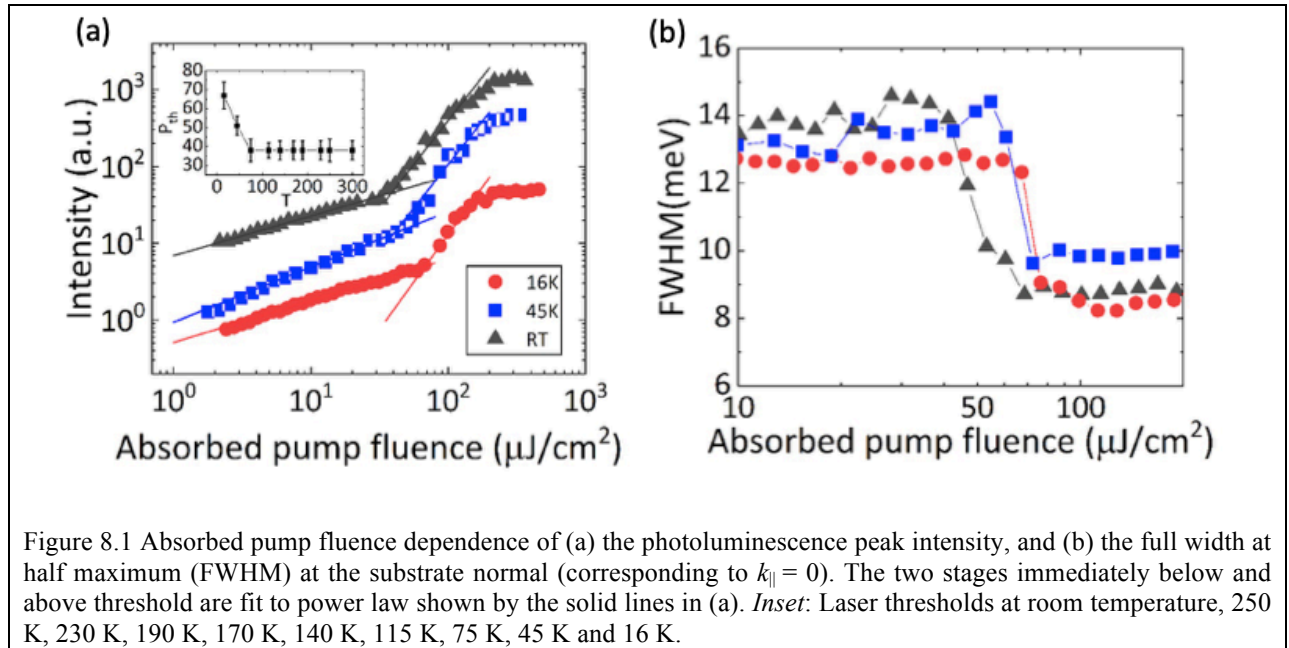 (a)
10³
10²
10¹
10⁰
Intensity (a.u.)
80
70
60
50
40
30
P_th
0 100 200 300
T
16K
45K
RT
10⁰ 10¹ 10² 10³
Absorbed pump fluence (μJ/cm²)
(b)
16
14
12
10
8
6
FWHM(meV)
10 50 100
Absorbed pump fluence (μJ/cm²)
Figure 8.1 Absorbed pump fluence dependence of (a) the photoluminescence peak intensity, and (b) the full width at
half maximum (FWHM) at the substrate normal (corresponding to k_|| = 0). The two stages immediately below and
above threshold are fit to power law shown by the solid lines in (a). Inset: Laser thresholds at room temperature, 250
K, 230 K, 190 K, 170 K, 140 K, 115 K, 75 K, 45 K and 16 K.